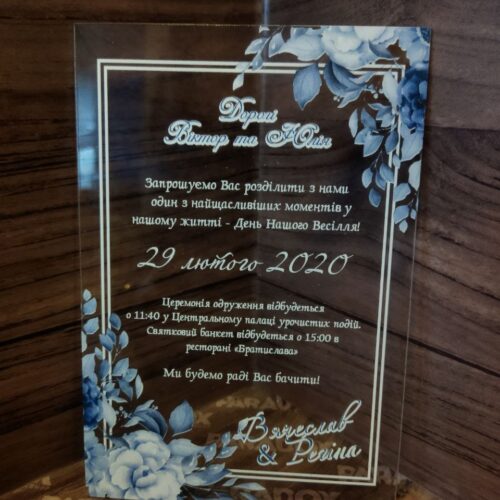 Дорогі
Віктор та Юлія
Запрошуємо Вас розділити з нами
один з найщасливіших моментів у
нашому житті - День Нашого Весілля!
29 лютого 2020
Церемонія одруження відбудеться
о 11:40 у Центральному палаці урочистих подій.
Святковий банкет відбудеться о 15:00 в
ресторані «Братислава»
Ми будемо раді Вас бачити!
Вячеслав
& Регіна